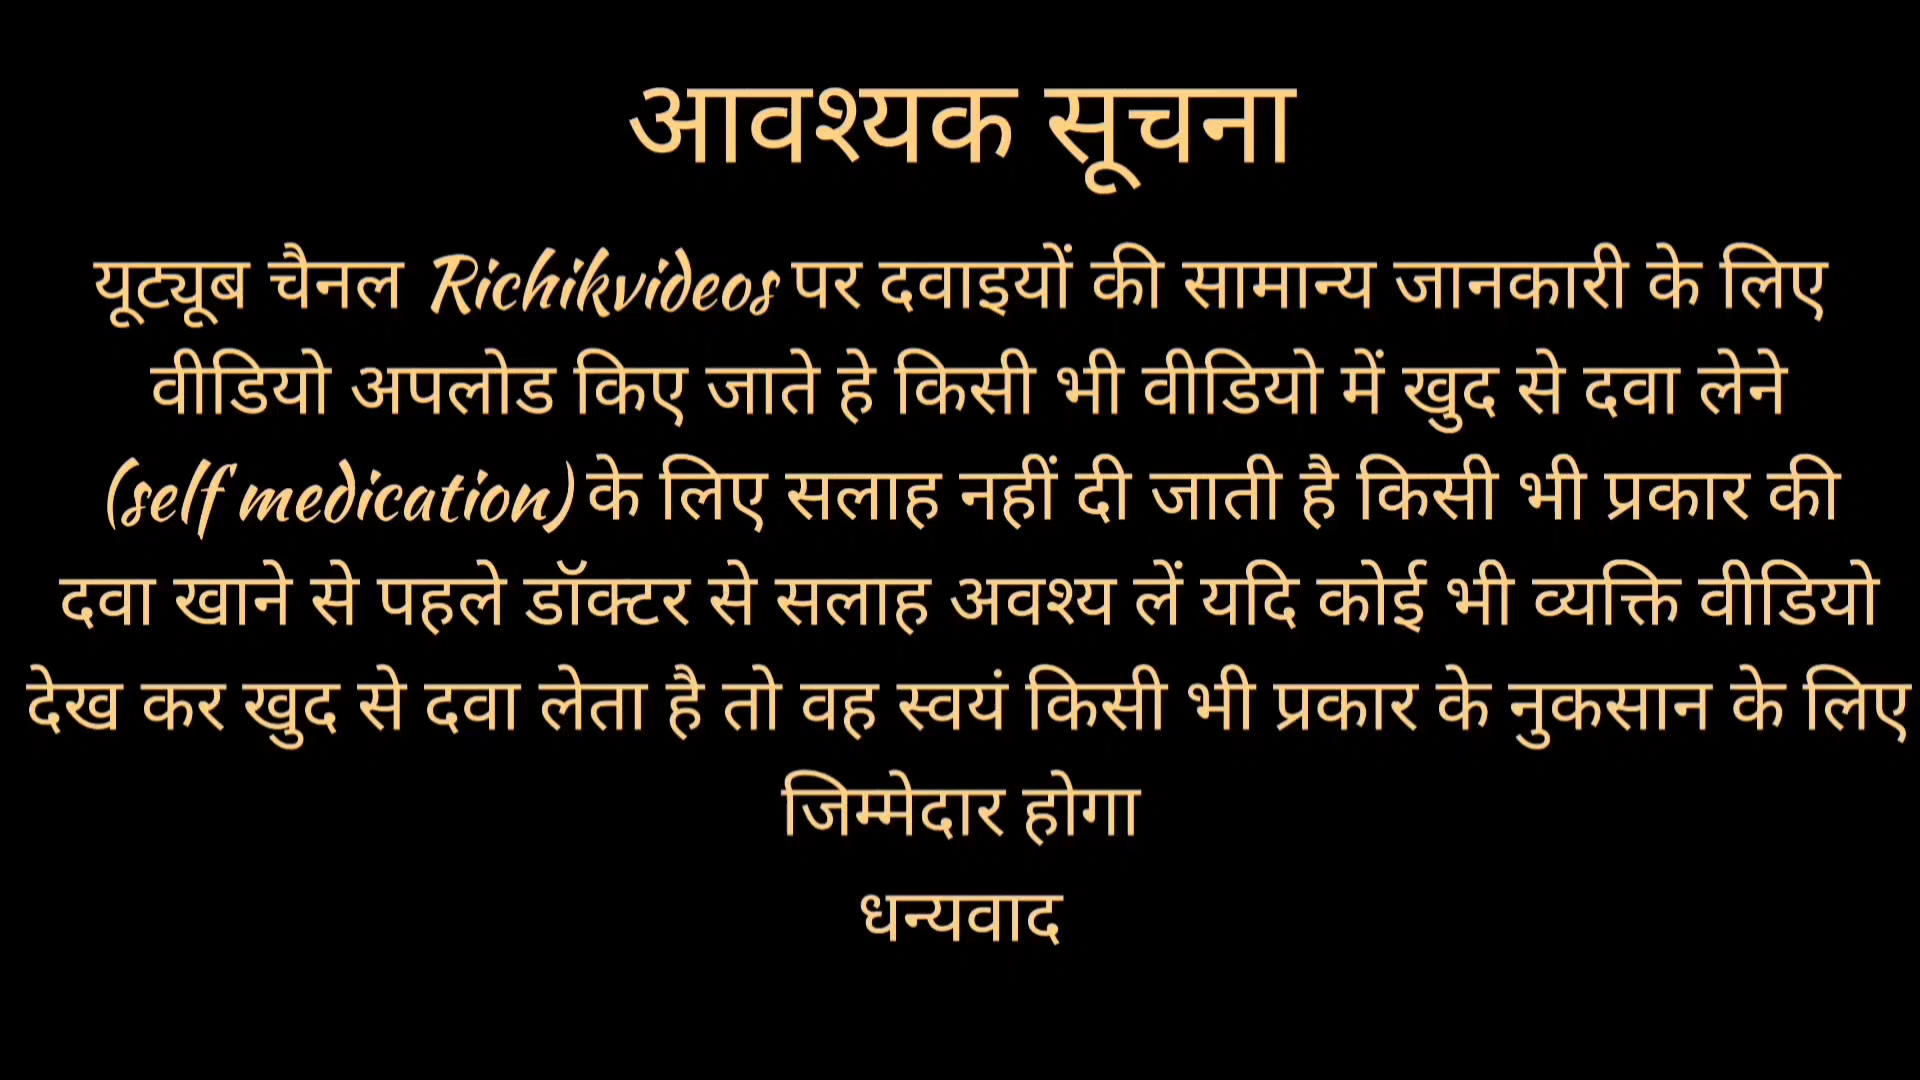 आवश्यक सूचना
यूट्यूब चैनल Richikvideos पर दवाइयों की सामान्य जानकारी के लिए
वीडियो अपलोड किए जाते हे किसी भी वीडियो में खुद से दवा लेने
(self medication) के लिए सलाह नहीं दी जाती है किसी भी प्रकार की
दवा खाने से पहले डॉक्टर से सलाह अवश्य लें यदि कोई भी व्यक्ति वीडियो
देख कर खुद से दवा लेता है तो वह स्वयं किसी भी प्रकार के नुकसान के लिए
जिम्मेदार होगा
धन्यवाद